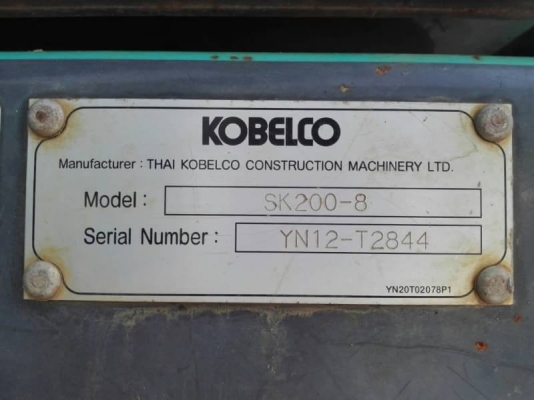 KOBELCO
Manufacturer : THAI KOBELCO CONSTRUCTION MACHINERY LTD.
Model : SK200-8
Serial Number : YN12-T2844
YN20T02078P1